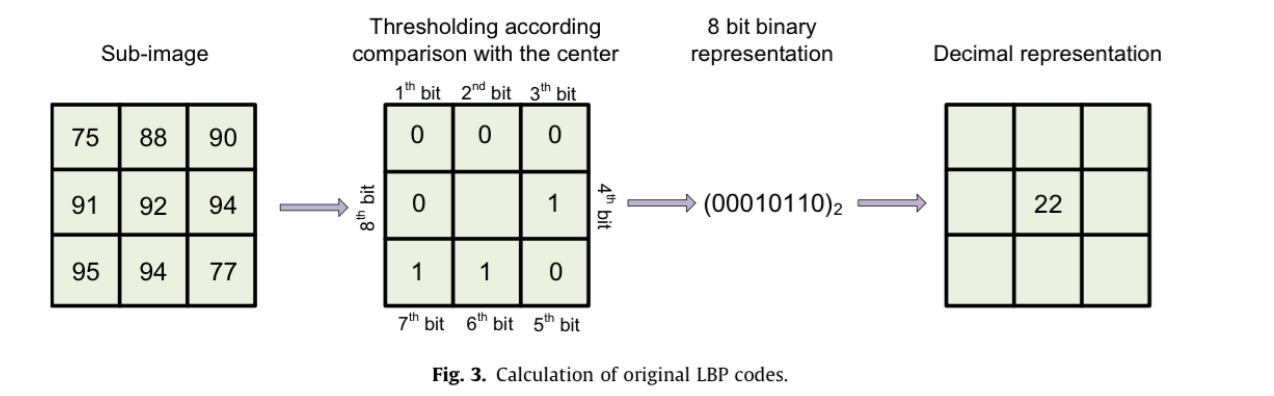 Sub-image
Thresholding according
comparison with the center
8 bit binary
representation
Decimal representation
1th bit 2nd bit 3th bit
75 88 90
91 92 94
95 94 77
8th bit
0 0 0
0 1
1 1 0
4th bit
7th bit 6th bit 5th bit
(00010110)2
22
Fig. 3. Calculation of original LBP codes.